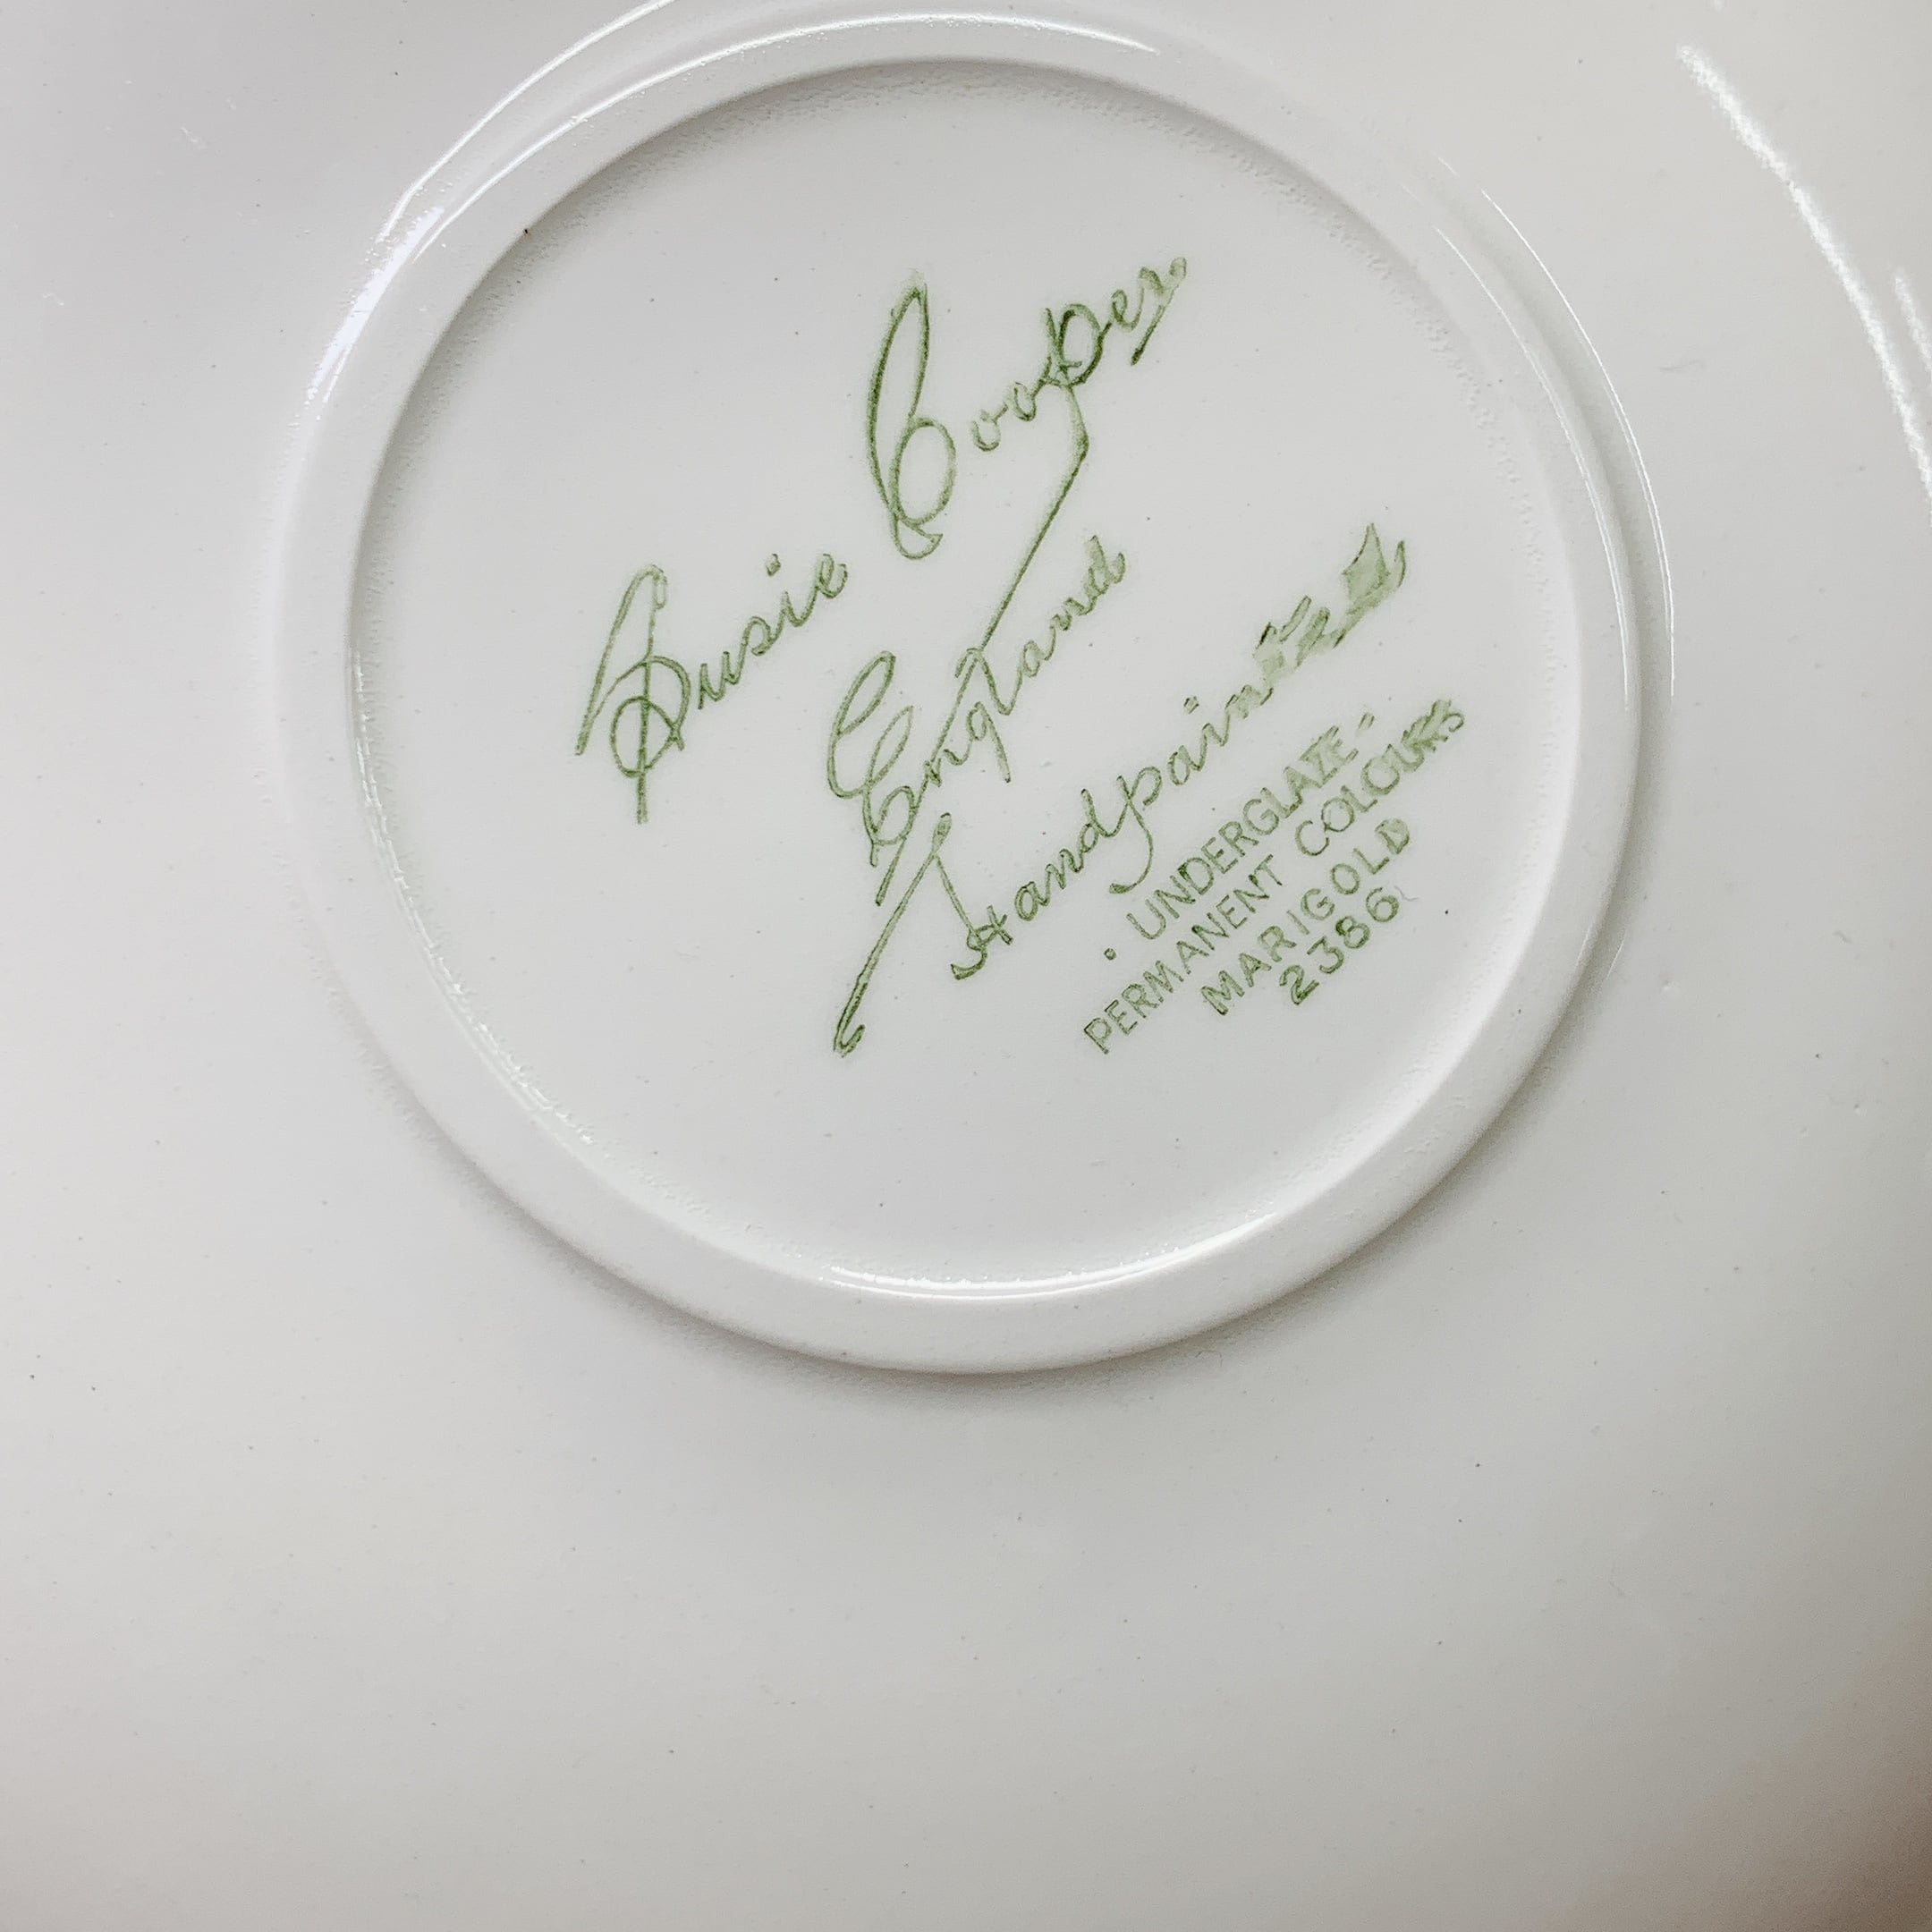 Susie Cooper
England
Handpainted
· UNDERGLAZE ·
PERMANENT COLOURS
MARIGOLD
2386